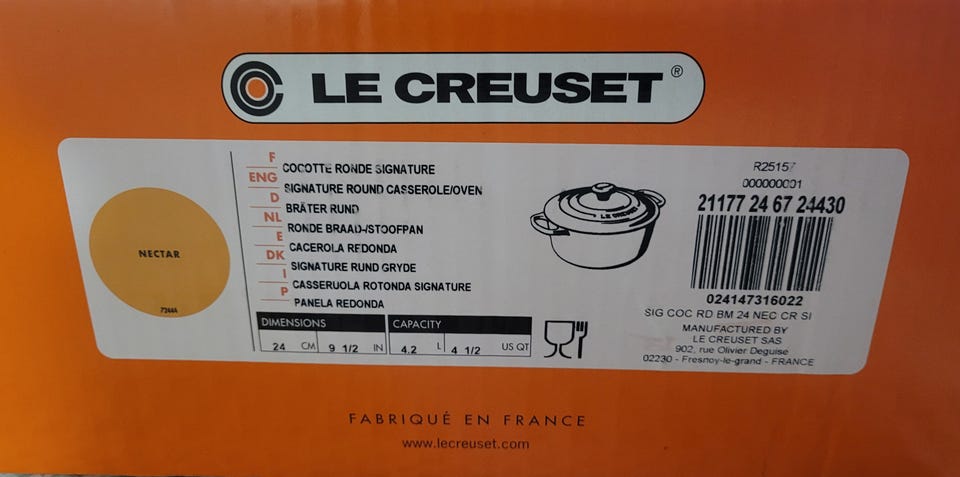 LE CREUSET®
NECTAR
72444
F COCOTTE RONDE SIGNATURE
ENG SIGNATURE ROUND CASSEROLE/OVEN
D BRÄTER RUND
NL RONDE BRAAD-/STOOFPAN
E CACEROLA REDONDA
DK SIGNATURE RUND GRYDE
I CASSERUOLA ROTONDA SIGNATURE
P PANELA REDONDA
DIMENSIONS CAPACITY
24 CM 9 1/2 IN 4.2 L 4 1/2 US QT
LE CREUSET
R25157
000000001
21177 24 67 24430
024147316022
SIG COC RD BM 24 NEC CR SI
MANUFACTURED BY
LE CREUSET SAS
902, rue Olivier Deguise
02230 - Fresnoy-le-grand - FRANCE
FABRIQUÉ EN FRANCE
www.lecreuset.com